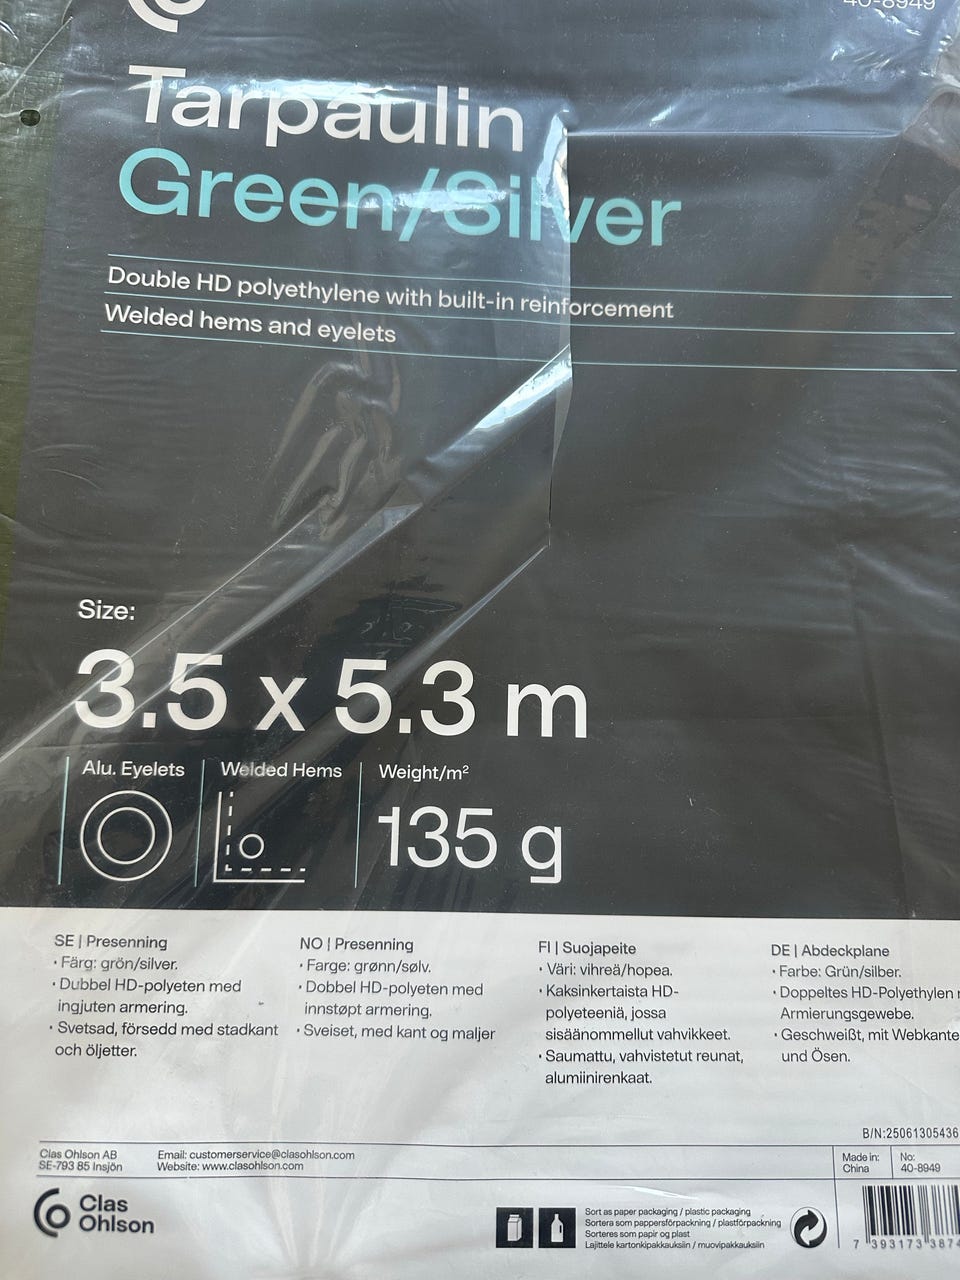 40-8949
Tarpaulin
Green/Silver
Double HD polyethylene with built-in reinforcement
Welded hems and eyelets
Size:
3.5 x 5.3 m
Alu. Eyelets
Welded Hems
Weight/m²
135 g
SE | Presenning
• Färg: grön/silver.
• Dubbel HD-polyeten med
ingjuten armering.
• Svetsad, försedd med stadkant
och öljetter.
NO | Presenning
• Farge: grønn/sølv.
• Dobbel HD-polyeten med
innstøpt armering.
• Sveiset, med kant og maljer
FI | Suojapeite
• Väri: vihreä/hopea.
• Kaksinkertaista HD-
polyeteeniä, jossa
sisäänommellut vahvikkeet.
• Saumattu, vahvistetut reunat,
alumiinirenkaat.
DE | Abdeckplane
• Farbe: Grün/silber.
• Doppeltes HD-Polyethylen
Armierungsgewebe.
• Geschweißt, mit Webkante
und Ösen.
B/N:25061305436
Clas Ohlson AB
SE-793 85 Insjön
Email: customerservice@clasohlson.com
Website: www.clasohlson.com
Made in:
China
No:
40-8949
Clas
Ohlson
Sort as paper packaging / plastic packaging
Sortera som pappersförpackning / plastförpackning
Sorteres som papir og plast
Lajittele kartonkipakkauksiin / muovipakkauksiin
7 393173 3874